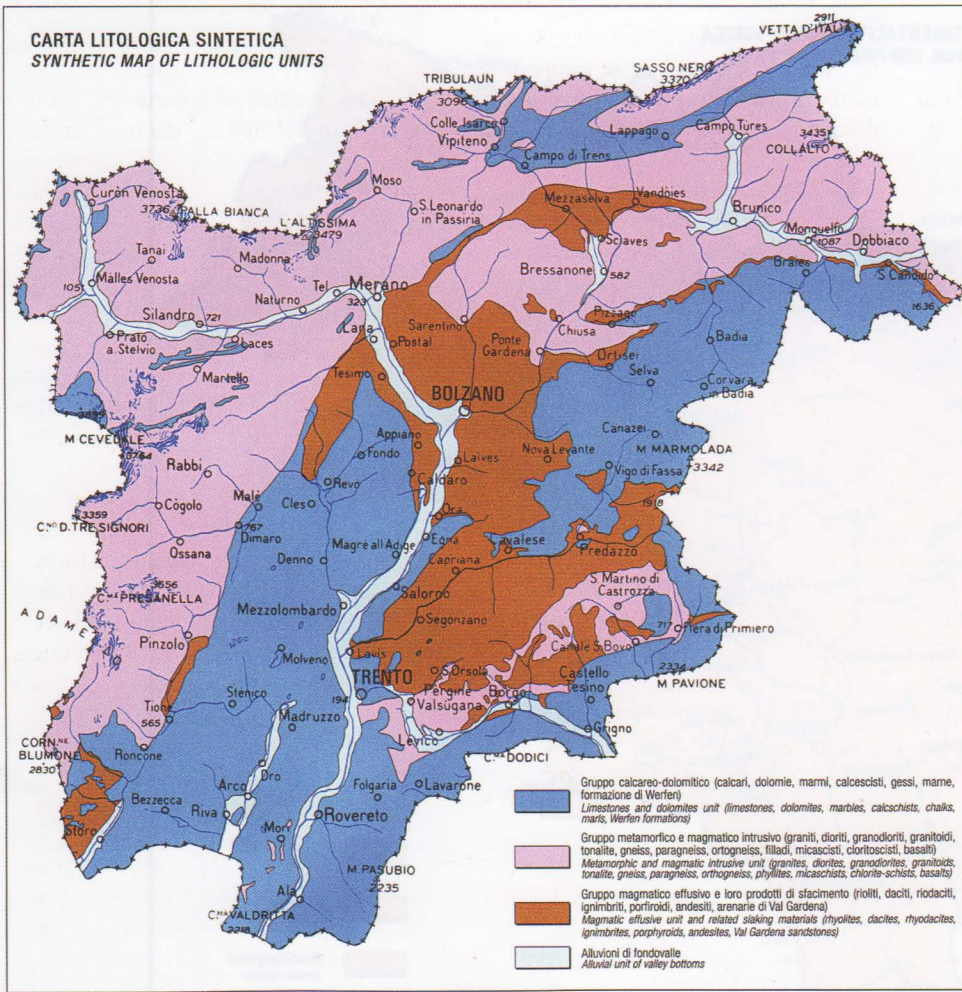 CARTA LITOLOGICA SINTETICA
SYNTHETIC MAP OF LITHOLOGIC UNITS
2911
VETTA D'ITALIA
SASSO NERO
3370
TRIBULAUN
3096
Colle Isarco
Vipiteno
Lappago
Campo Tures
3435
COLLALTO
Campo di Trens
Curon Venosta
3736
PALLA BIANCA
L'ALTISSIMA
3479
Moso
S. Leonardo
in Passiria
Mezzaselva
Vandòies
Brunico
Monguelfo
1087
Dobbiaco
Tanai
Madonna
Sciaves
Bressanone
582
Braies
S. Candido
1051
Malles Venosta
Tel
Merano
323
Naturno
Silandro
721
Lana
Sarentino
Postal
Ponte
Gardena
Chiusa
Pizzago
1636
Prato
a. Stelvio
Laces
Martello
Tesimo
Ortisei
Selva
Badia
Corvara
in Badia
BOLZANO
M CEVEDALE
3764
Appiano
Fondo
Laives
Nova Levante
Canazei
M MARMOLADA
3342
Vigo di Fassa
Rabbi
Caldaro
Revò
Cles
Malè
Cògolo
3359
C.NO D. TRE SIGNORI
767
Dimaro
Ossana
Ora
Magrè all'Adige
Egna
Denno
Capriana
Cavalese
Predazzo
1918
3556
C.MA PRESANELLA
ADAME
Salorno
S. Martino di
Castrozza
Mezzolombardo
Segonzano
Pinzolo
Lavis
717
Fiera di Primiero
Canale S. Bovo
Molveno
S. Orsola
Castello
Tesino
2334
M PAVIONE
TRENTO
194
Pergine
Valsugana
Borgo
Tione
565
Stenico
Madruzzo
Levico
Grigno
C.MA DODICI
CORN.NE
BLUMONE
2830
Roncone
Dro
Arco
Folgaria
Lavarone
Bezzecca
Riva
Rovereto
Mori
Storo
M. PASUBIO
2235
Ala
C.MA VALDRITTA
2218
Gruppo calcareo-dolomitico (calcari, dolomie, marmi, calcescisti, gessi, marne,
formazione di Werfen)
Limestones and dolomites unit (limestones, dolomites, marbles, calcschists, chalks,
marls, Werfen formations)
Gruppo metamorfico e magmatico intrusivo (graniti, dioriti, granodioriti, granitoidi,
tonalite, gneiss, paragneiss, ortogneiss, filladi, micascisti, cloritoscisti, basalti)
Metamorphic and magmatic intrusive unit (granites, diorites, granodiorites, granitoids,
tonalite, gneiss, paragneiss, orthogneiss, phyllites, micaschists, chlorite-schists, basalts)
Gruppo magmatico effusivo e loro prodotti di sfacimento (rioliti, daciti, riodaciti,
ignimbriti, porfiroidi, andesiti, arenarie di Val Gardena)
Magmatic effusive unit and related slaking materials (rhyolites, dacites, rhyodacites,
ignimbrites, porphyroids, andesites, Val Gardena sandstones)
Alluvioni di fondovalle
Alluvial unit of valley bottoms